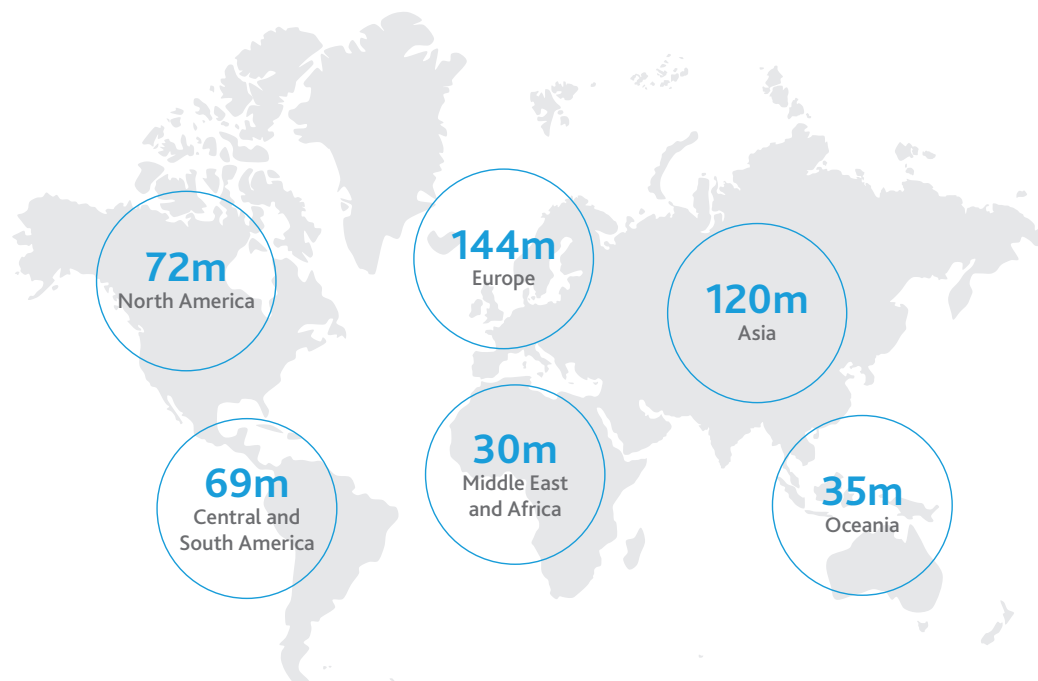 72m
North America
144m
Europe
120m
Asia
69m
Central and
South America
30m
Middle East
and Africa
35m
Oceania